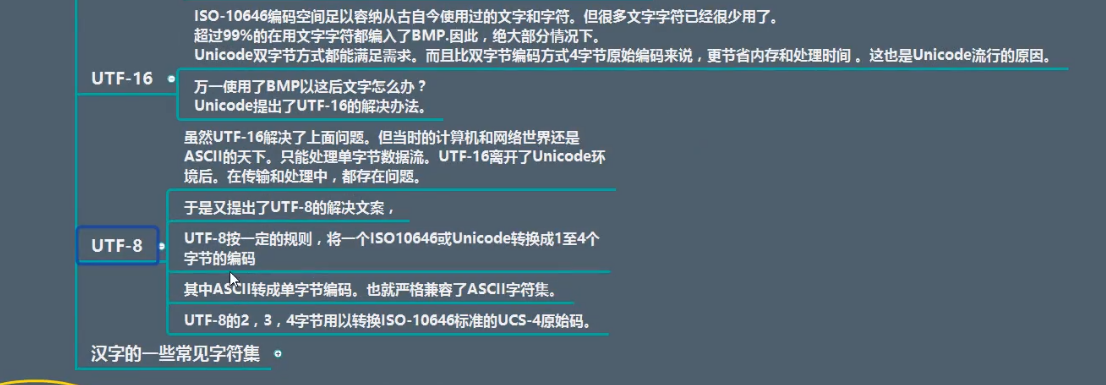 ISO-10646编码空间足以容纳从古自今使用过的文字和字符。但很多文字字符已经很少用了。
超过99%的在用文字字符都编入了BMP.因此，绝大部分情况下。
Unicode双字节方式都能满足需求。而且比双字节编码方式4字节原始编码来说，更节省内存和处理时间 。这也是Unicode流行的原因。
UTF-16
万一使用了BMP以这后文字怎么办？
Unicode提出了UTF-16的解决办法。
虽然UTF-16解决了上面问题。但当时的计算机和网络世界还是
ASCII的天下。只能处理单字节数据流。UTF-16离开了Unicode环
境后。在传输和处理中，都存在问题。
于是又提出了UTF-8的解决文案，
UTF-8
UTF-8按一定的规则，将一个ISO10646或Unicode转换成1至4个
字节的编码
其中ASCII转成单字节编码。也就严格兼容了ASCII字符集。
UTF-8的2，3，4字节用以转换ISO-10646标准的UCS-4原始码。
汉字的一些常见字符集